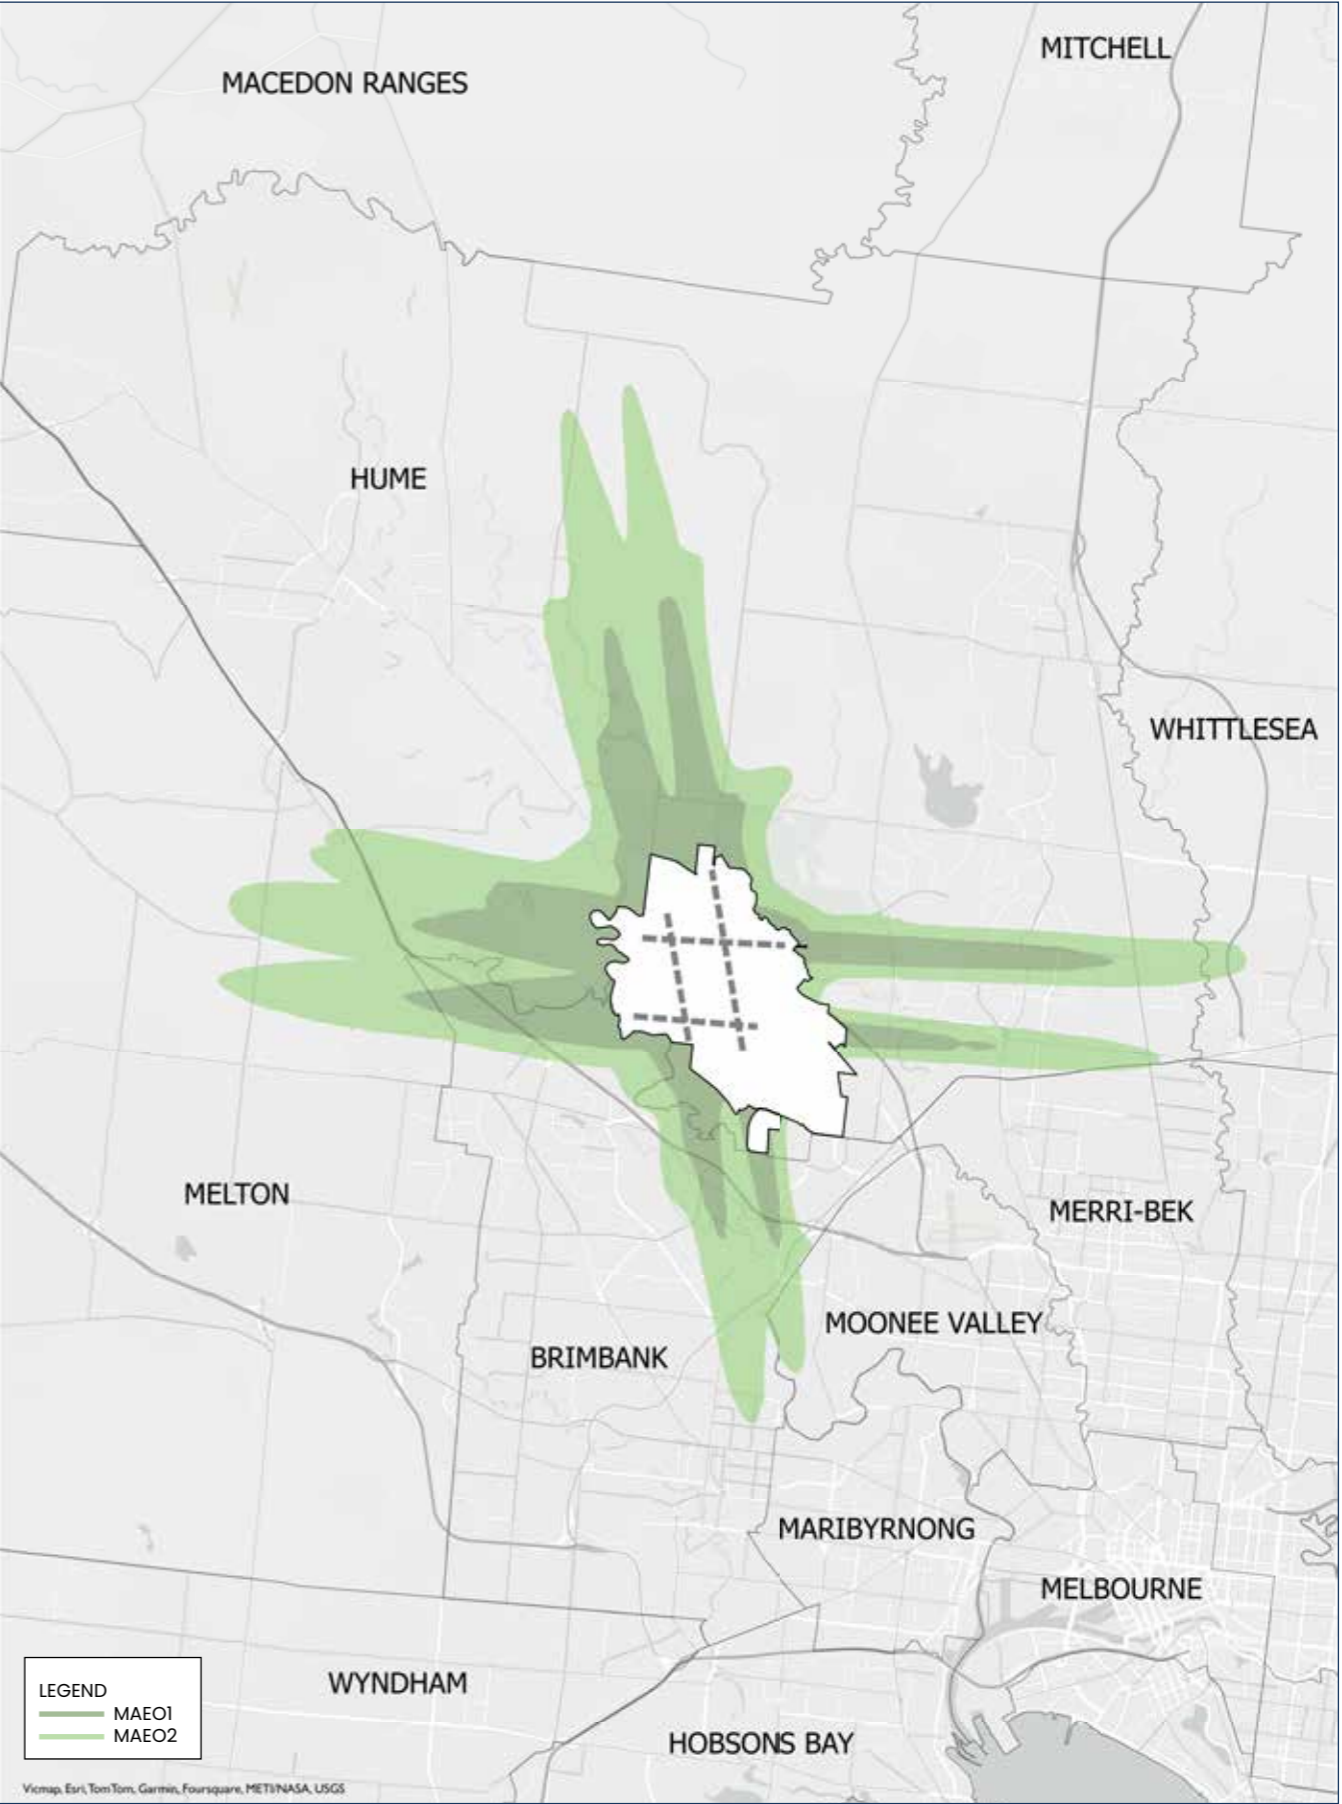 MITCHELL
MACEDON RANGES
HUME
WHITTLESEA
MELTON
MERRI-BEK
MOONEE VALLEY
BRIMBANK
MARIBYRNONG
MELBOURNE
WYNDHAM
HOBSONS BAY
LEGEND
MAEO1
MAEO2
Vicmap, Esri, TomTom, Garmin, Foursquare, METI/NASA, USGS